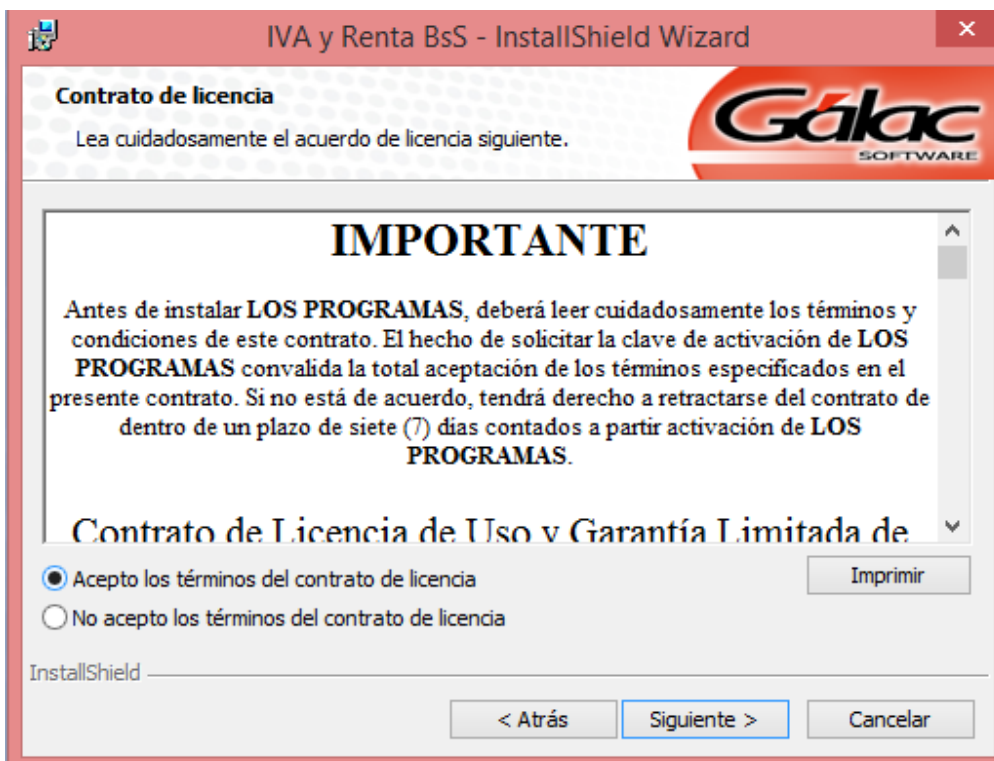 IVA y Renta BsS - InstallShield Wizard
Contrato de licencia
Lea cuidadosamente el acuerdo de licencia siguiente.
Gálac
SOFTWARE
IMPORTANTE
Antes de instalar LOS PROGRAMAS, deberá leer cuidadosamente los términos y
condiciones de este contrato. El hecho de solicitar la clave de activación de LOS
PROGRAMAS convalida la total aceptación de los términos especificados en el
presente contrato. Si no está de acuerdo, tendrá derecho a retractarse del contrato de
dentro de un plazo de siete (7) días contados a partir activación de LOS
PROGRAMAS.
Contrato de Licencia de Uso y Garantía Limitada de
Acepto los términos del contrato de licencia
Imprimir
No acepto los términos del contrato de licencia
InstallShield
< Atrás
Siguiente >
Cancelar